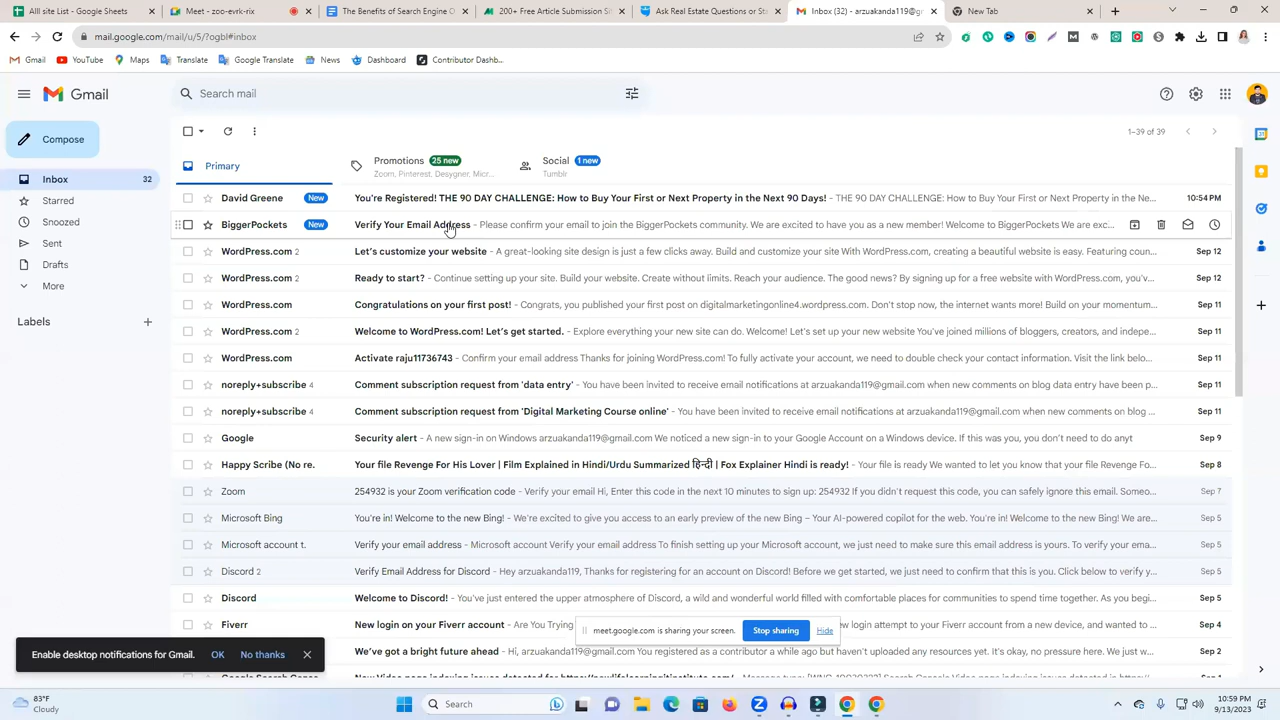 All site List - Google Sheets
Meet - zoo-evrk-rix
The Benefits of Search Engine O
200+ Free Article Submission Sit
Ask Real Estate Questions or Sta
Inbox (32) - arzuakanda119@g
New Tab
mail.google.com/mail/u/5/?ogbl#inbox
Gmail
YouTube
Maps
Translate
Google Translate
News
Dashboard
Contributor Dashb...
Gmail
Search mail
Compose
1–39 of 39
Primary
Promotions 25 new
Zoom, Pinterest, Desygner, Micr...
Social 1 new
Tumblr
Inbox 32
Starred
Snoozed
Sent
Drafts
More
Labels
David Greene New You're Registered! THE 90 DAY CHALLENGE: How to Buy Your First or Next Property in the Next 90 Days! - THE 90 DAY CHALLENGE: How to Buy Yo... 10:54 PM
BiggerPockets New Verify Your Email Address - Please confirm your email to join the BiggerPockets community. We are excited to have you as a new member! Welcome to BiggerPockets We are exc...
WordPress.com 2 Let's customize your website - A great-looking site design is just a few clicks away. Build and customize your site With WordPress.com, creating a beautiful website is easy. Featuring coun... Sep 12
WordPress.com 2 Ready to start? - Continue setting up your site. Build your website. Create without limits. Reach your audience. The good news? By signing up for a free website with WordPress.com, you'v... Sep 12
WordPress.com Congratulations on your first post! - Congrats, you published your first post on digitalmarketingonline4.wordpress.com. Don't stop now, the internet wants more! Build on your momentum... Sep 11
WordPress.com 2 Welcome to WordPress.com! Let's get started. - Explore everything your new site can do. Welcome! Let's set up your new website You've joined millions of bloggers, creators, and indepe... Sep 11
WordPress.com Activate raju11736743 - Confirm your email address Thanks for joining WordPress.com! To fully activate your account, we need to double check your contact information. Visit the link belo... Sep 11
noreply+subscribe 4 Comment subscription request from 'data entry' - You have been invited to receive email notifications at arzuakanda119@gmail.com when new comments on blog data entry have been p... Sep 11
noreply+subscribe 4 Comment subscription request from 'Digital Marketing Course online' - You have been invited to receive email notifications at arzuakanda119@gmail.com when new comments on blog ... Sep 11
Google Security alert - A new sign-in on Windows arzuakanda119@gmail.com We noticed a new sign-in to your Google Account on a Windows device. If this was you, you don't need to do anyt Sep 9
Happy Scribe (No re. Your file Revenge For His Lover | Film Explained in Hindi/Urdu Summarized हिन्दी | Fox Explainer Hindi is ready! - Your file is ready We wanted to let you know that your file Revenge Fo... Sep 8
Zoom 254932 is your Zoom verification code - Verify your email Hi, Enter this code in the next 10 minutes to sign up: 254932 If you didn't request this code, you can safely ignore this email. Someo... Sep 7
Microsoft Bing You're in! Welcome to the new Bing! - We're excited to give you access to an early preview of the new Bing – Your AI-powered copilot for the web. You're in! Welcome to the new Bing! We are... Sep 5
Microsoft account t. Verify your email address - Microsoft account Verify your email address To finish setting up your Microsoft account, we just need to make sure this email address is yours. To verify your ema... Sep 5
Discord 2 Verify Email Address for Discord - Hey arzuakanda119, Thanks for registering for an account on Discord! Before we get started, we just need to confirm that this is you. Click below to verify y... Sep 5
Discord Welcome to Discord! - You've just entered the upper atmosphere of Discord, a wild and wonderful world filled with comfortable places for communities to spend time together. As you begin... Sep 5
Fiverr New login on your Fiverr account - Are You Trying ew login attempt to your Fiverr account from a new device, and wanted to... Sep 4
We've got a bright future ahead - Hi, arzuakanda119, You registered as a contributor a while ago but haven't uploaded any resources yet. It's okay, no pressure here. We just w... Sep 2
meet.google.com is sharing your screen. Stop sharing Hide
Enable desktop notifications for Gmail. OK No thanks
83°F
Cloudy
Search
10:59 PM
9/13/2023